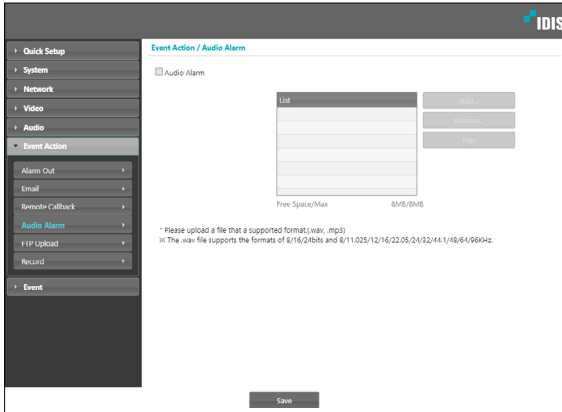 IDIS
Quick Setup
System
Network
Video
Audio
Event Action
Alarm Out
Email
Remote Callback
Audio Alarm
FTP Upload
Record
Event
Event Action / Audio Alarm
Audio Alarm
List
Add...
Remove...
Play
Free Space/Max 8MB/8MB
* Please upload a file that a supported format.(.wav, .mp3)
※ The .wav file supports the formats of 8/16/24bits and 8/11.025/12/16/22.05/24/32/44.1/48/64/96KHz.
Save